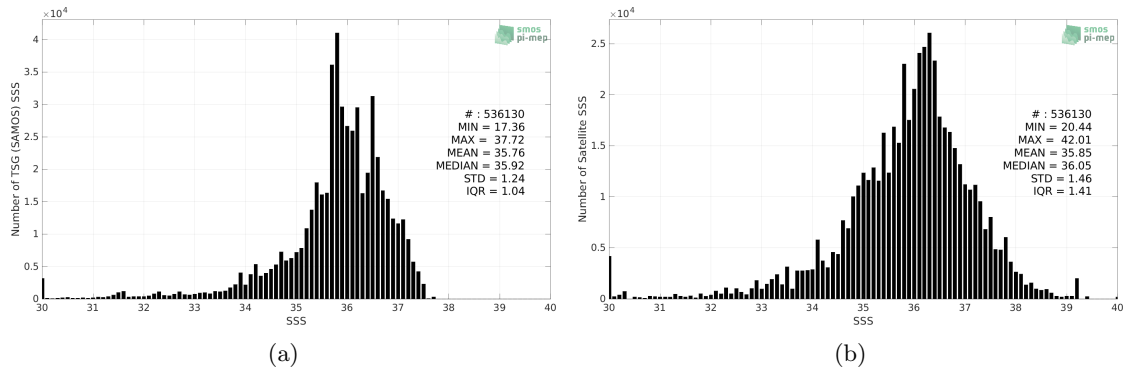 ×10^4
smos
pi-mep
4
3.5
3
2.5
2
1.5
1
0.5
0
Number of TSG (SAMOS) SSS
# : 536130
MIN = 17.36
MAX = 37.72
MEAN = 35.76
MEDIAN = 35.92
STD = 1.24
IQR = 1.04
30 31 32 33 34 35 36 37 38 39 40
SSS
(a)
×10^4
smos
pi-mep
2.5
2
1.5
1
0.5
0
Number of Satellite SSS
# : 536130
MIN = 20.44
MAX = 42.01
MEAN = 35.85
MEDIAN = 36.05
STD = 1.46
IQR = 1.41
30 31 32 33 34 35 36 37 38 39 40
SSS
(b)